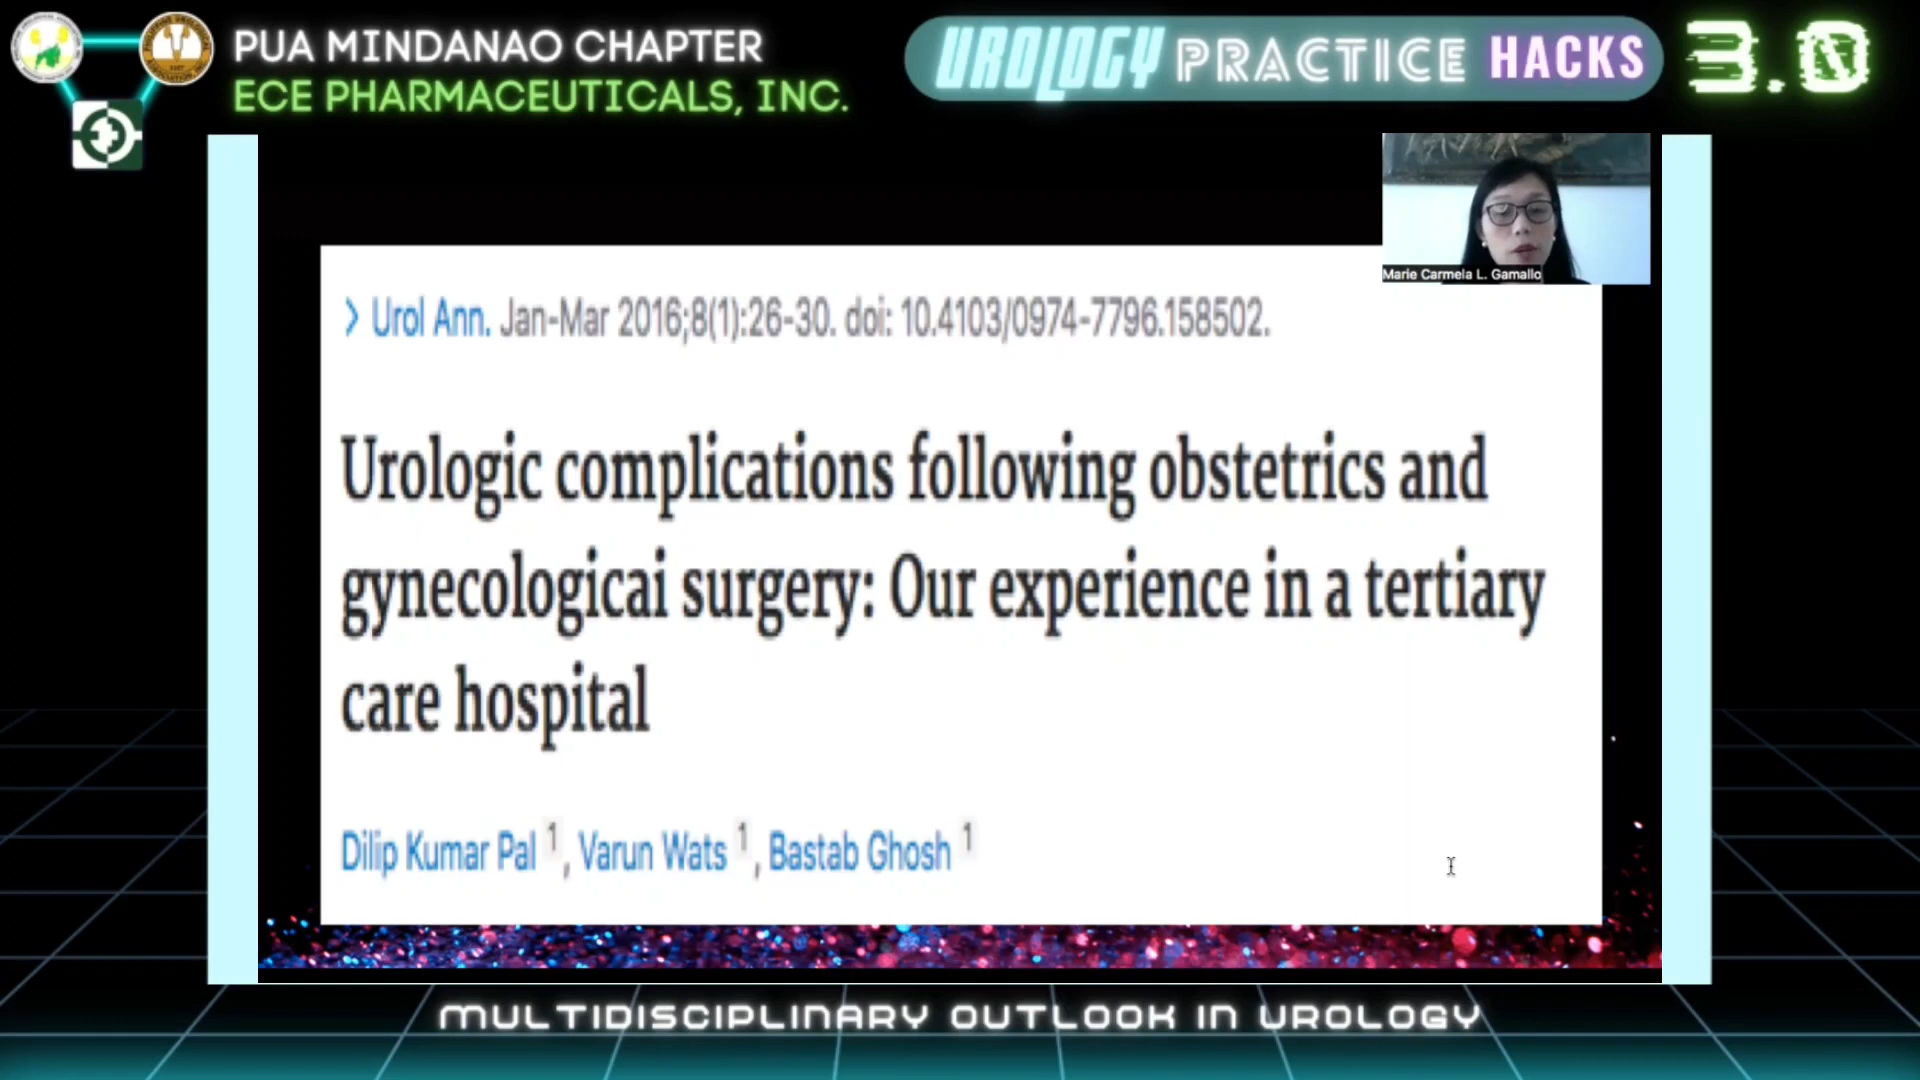 PUA MINDANAO CHAPTER
ECE PHARMACEUTICALS, INC.
UROLOGY PRACTICE HACKS 3.0
Marie Carmela L. Gamallo
> Urol Ann. Jan-Mar 2016;8(1):26-30. doi: 10.4103/0974-7796.158502.
Urologic complications following obstetrics and
gynecologicai surgery: Our experience in a tertiary
care hospital
Dilip Kumar Pal 1, Varun Wats 1, Bastab Ghosh 1
MULTIDISCIPLINARY OUTLOOK IN UROLOGY